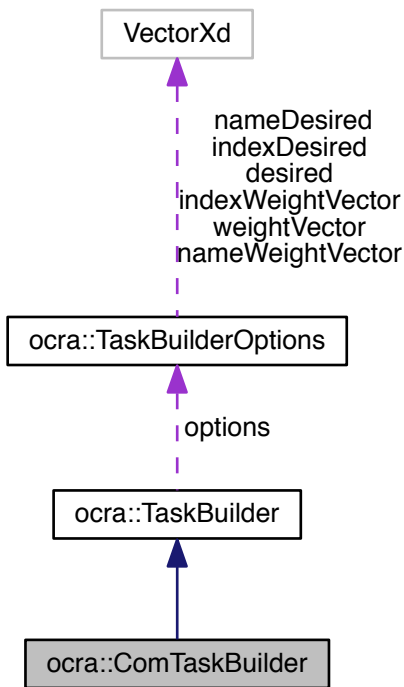 VectorXd
nameDesired
indexDesired
desired
indexWeightVector
weightVector
nameWeightVector
ocra::TaskBuilderOptions
options
ocra::TaskBuilder
ocra::ComTaskBuilder